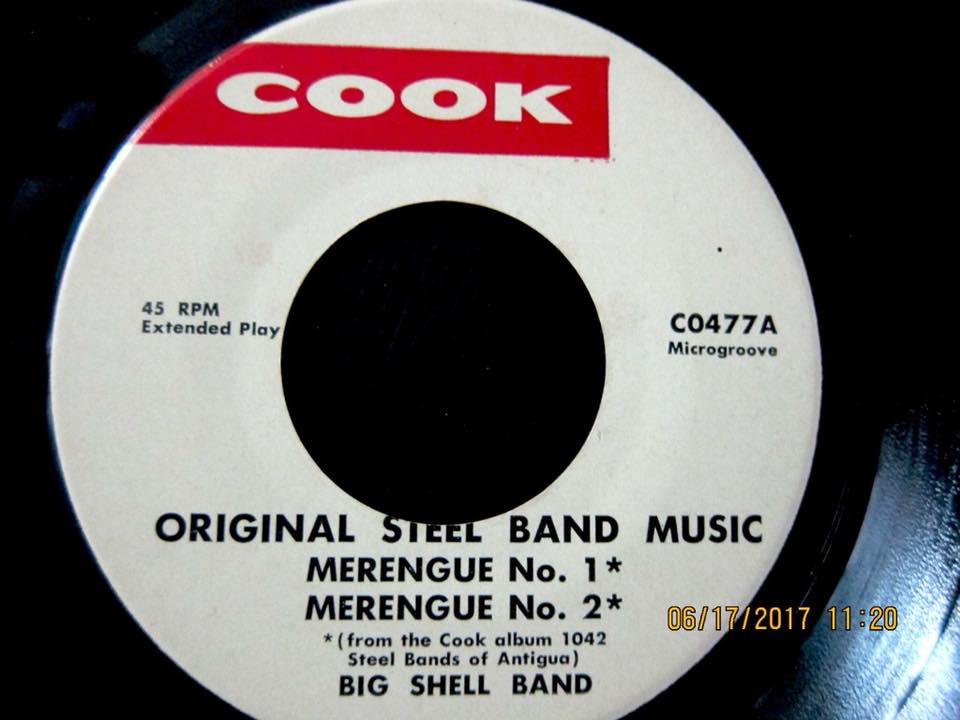 COOK
45 RPM
Extended Play
C0477A
Microgroove
ORIGINAL STEEL BAND MUSIC
MERENGUE No. 1*
MERENGUE No. 2*
*(from the Cook album 1042
Steel Bands of Antigua)
BIG SHELL BAND
06/17/2017 11:20